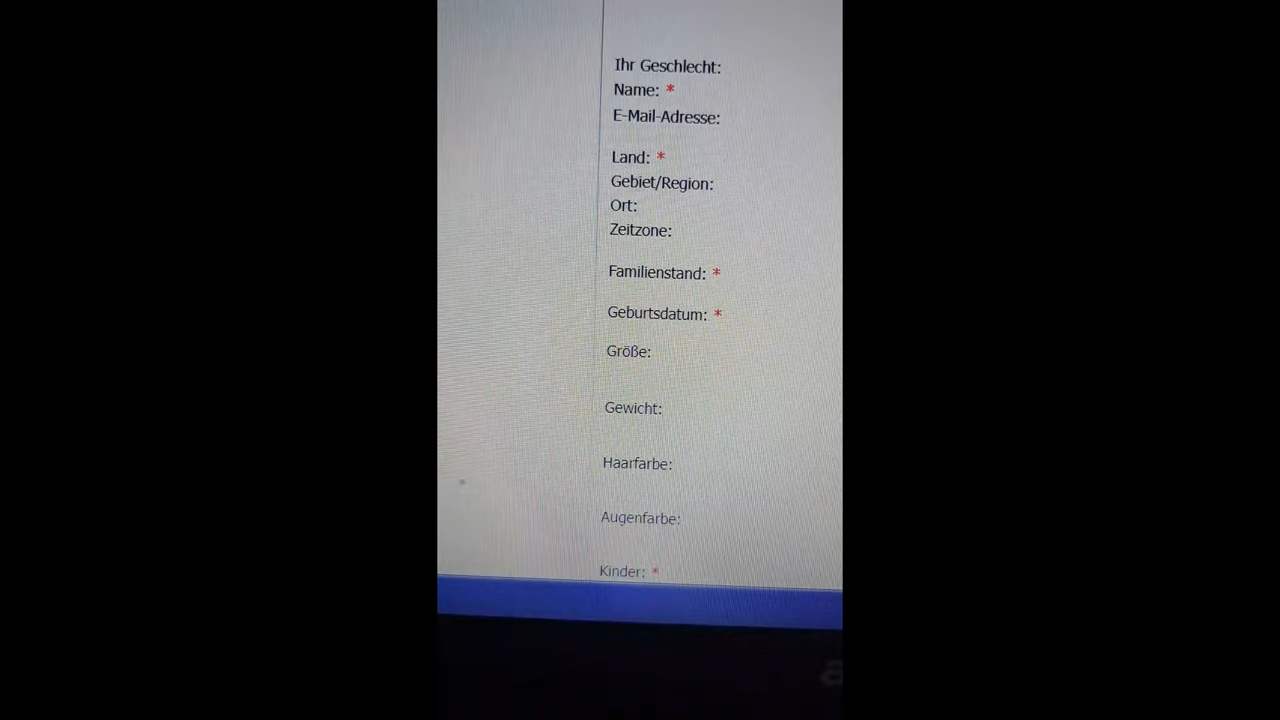 Ihr Geschlecht:
Name: *
E-Mail-Adresse:
Land: *
Gebiet/Region:
Ort:
Zeitzone:
Familienstand: *
Geburtsdatum: *
Größe:
Gewicht:
Haarfarbe:
Augenfarbe:
Kinder: *